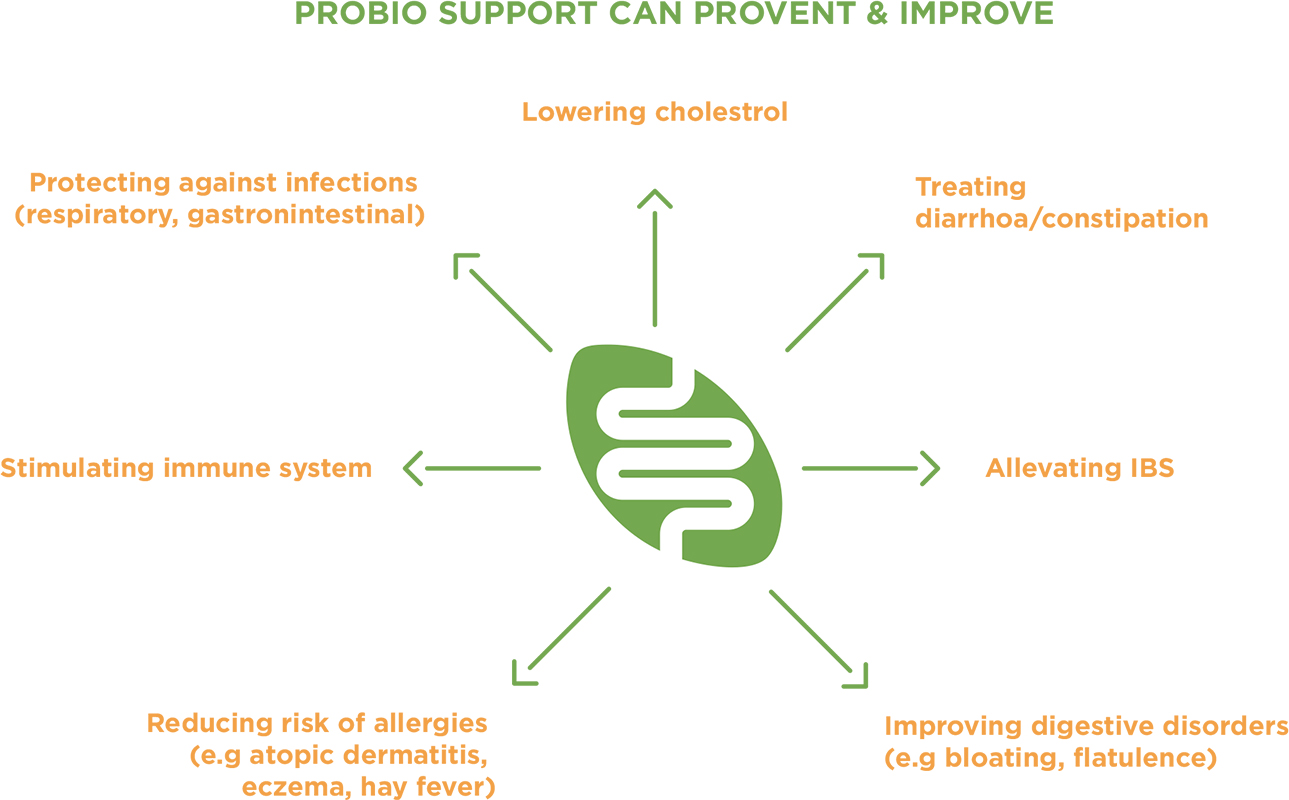 PROBIO SUPPORT CAN PROVENT & IMPROVE
Lowering cholestrol
Protecting against infections
(respiratory, gastronintestinal)
Treating
diarrhoa/constipation
Stimulating immune system
Allevating IBS
Reducing risk of allergies
(e.g atopic dermatitis,
eczema, hay fever)
Improving digestive disorders
(e.g bloating, flatulence)